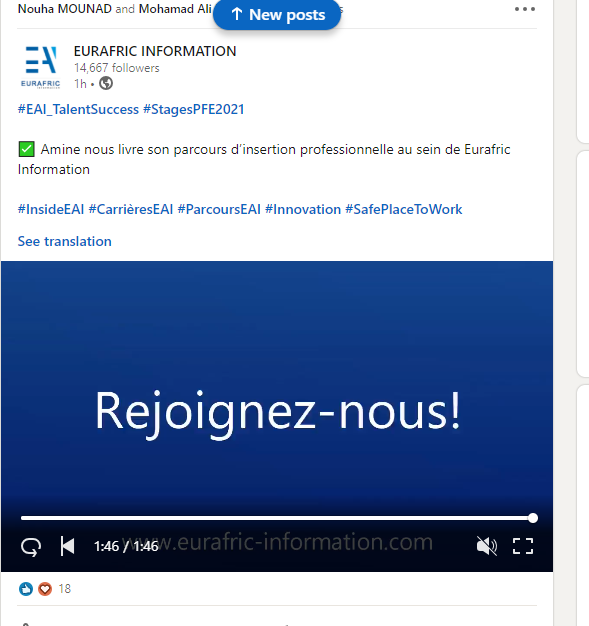 Nouha MOUNAD and Mohamad Ali
↑ New posts
EURAFRIC INFORMATION
EURAFRIC
INFORMATION
14,667 followers
1h •
#EAI_TalentSuccess #StagesPFE2021
✅ Amine nous livre son parcours d'insertion professionnelle au sein de Eurafric
Information
#InsideEAI #CarrièresEAI #ParcoursEAI #Innovation #SafePlaceToWork
See translation
Rejoignez-nous!
www.eurafric-information.com
1:46 / 1:46
18